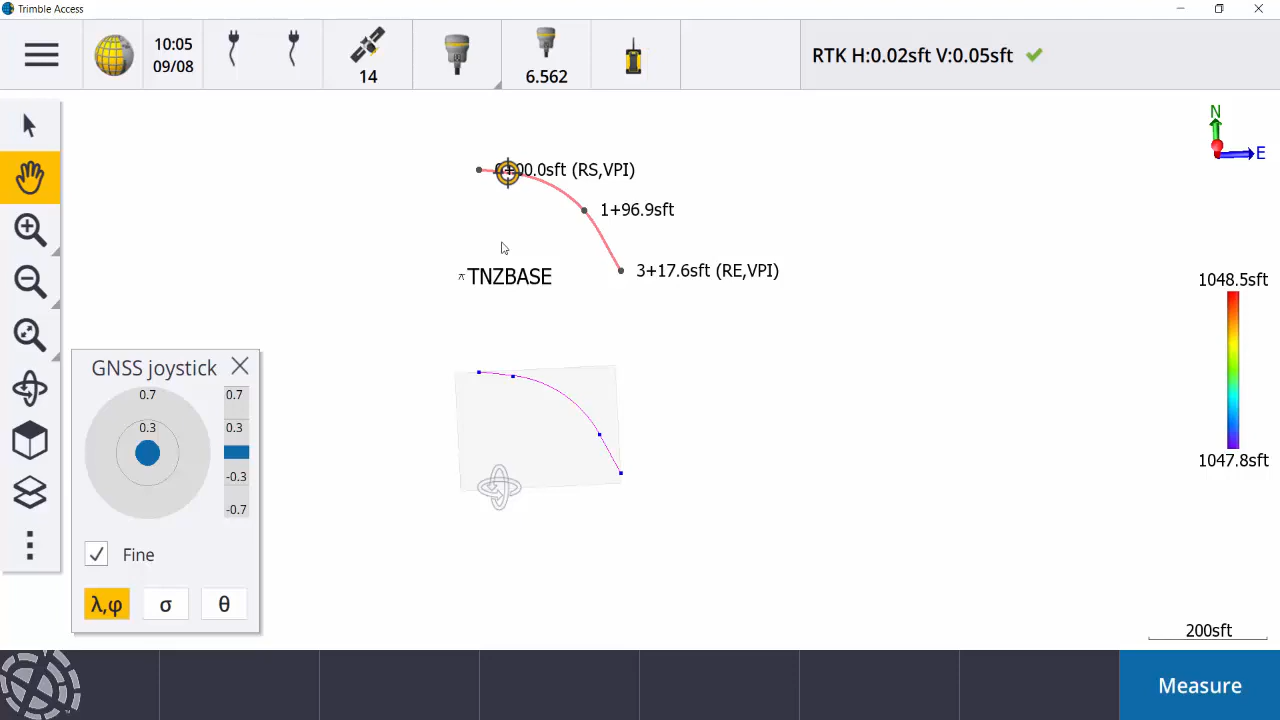 Trimble Access
10:05
09/08
14
6.562
RTK H:0.02sft V:0.05sft
N
E
0+00.0sft (RS,VPI)
1+96.9sft
3+17.6sft (RE,VPI)
TNZBASE
1048.5sft
1047.8sft
GNSS joystick
0.7
0.3
0.7
0.3
-0.3
-0.7
Fine
λ,φ
σ
θ
200sft
Measure